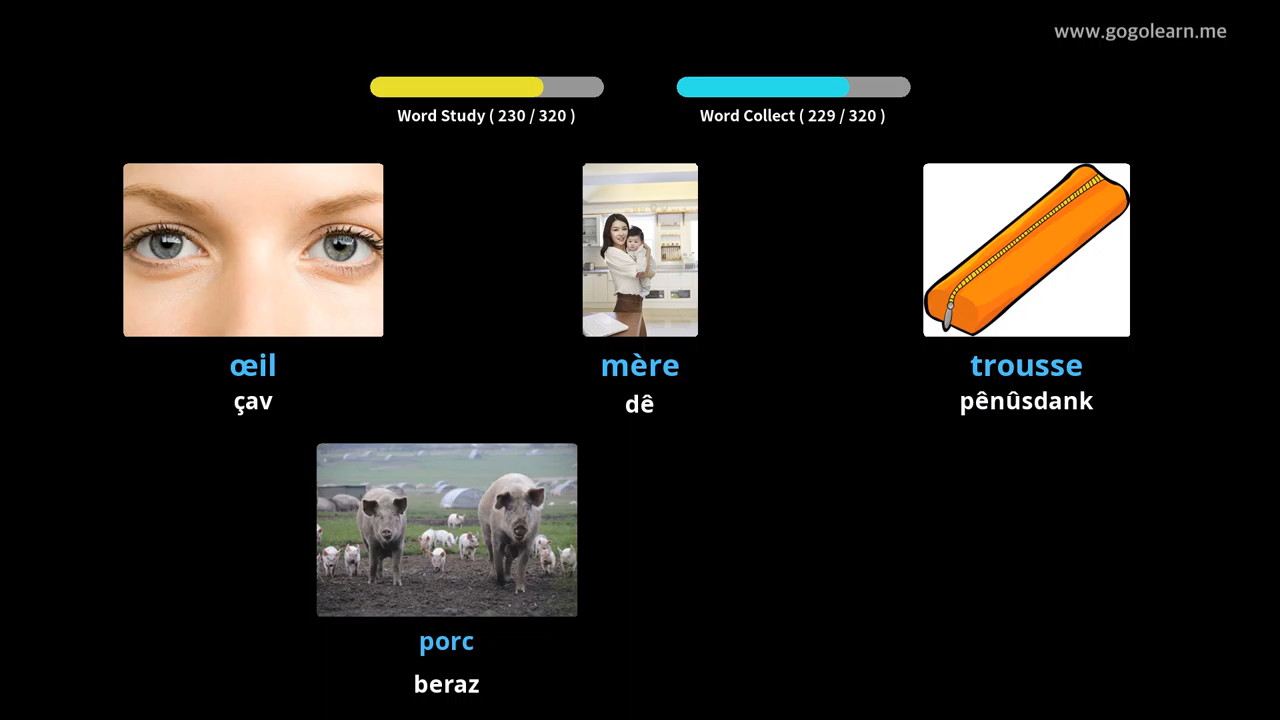 www.gogolearn.me
Word Study ( 230 / 320 )
Word Collect ( 229 / 320 )
œil
çav
mère
dê
trousse
pênûsdank
porc
beraz